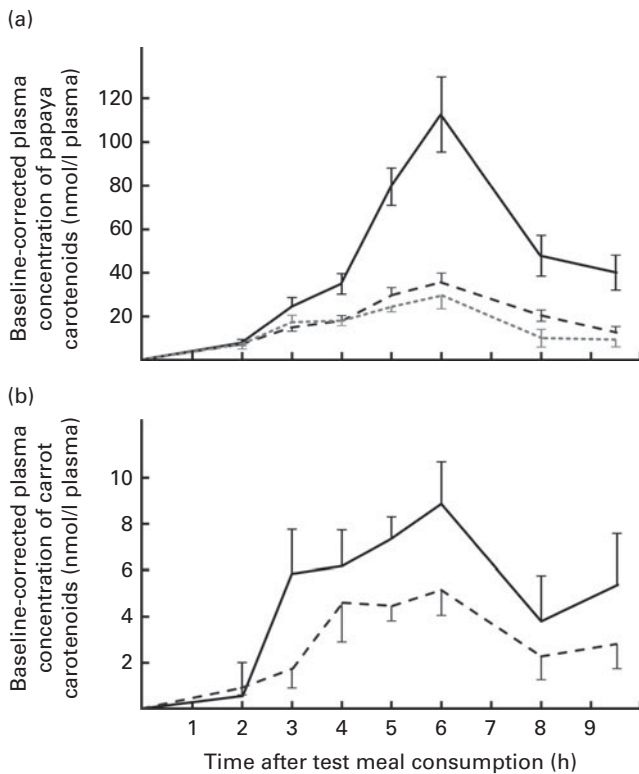 (a)
Baseline-corrected plasma
concentration of papaya
carotenoids (nmol/l plasma)
120
100
80
60
40
20
(b)
Baseline-corrected plasma
concentration of carrot
carotenoids (nmol/l plasma)
10
8
6
4
2
1 2 3 4 5 6 7 8 9
Time after test meal consumption (h)